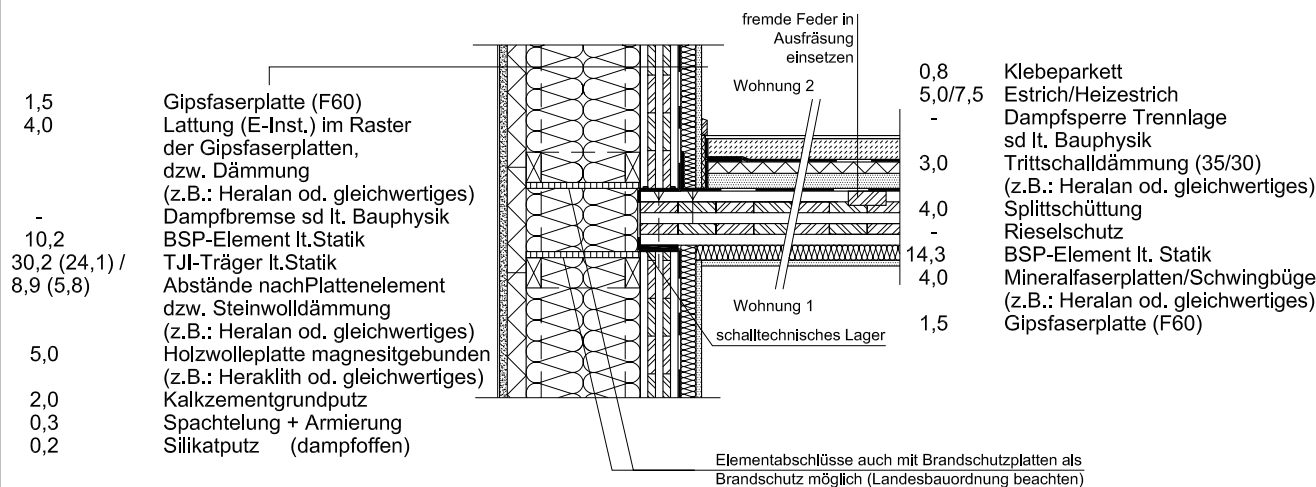 1,5 Gipsfaserplatte (F60)
4,0 Lattung (E-Inst.) im Raster
der Gipsfaserplatten,
dzw. Dämmung
(z.B.: Heralan od. gleichwertiges)
- Dampfbremse sd lt. Bauphysik
10,2 BSP-Element lt.Statik
30,2 (24,1) / TJI-Träger lt.Statik
8,9 (5,8) Abstände nachPlattenelement
dzw. Steinwolldämmung
(z.B.: Heralan od. gleichwertiges)
5,0 Holzwolleplatte magnesitgebunden
(z.B.: Heraklith od. gleichwertiges)
2,0 Kalkzementgrundputz
0,3 Spachtelung + Armierung
0,2 Silikatputz (dampfoffen)
fremde Feder in
Ausfräsung
einsetzen
Wohnung 2
Wohnung 1
schalltechnisches Lager
Elementabschlüsse auch mit Brandschutzplatten als
Brandschutz möglich (Landesbauordnung beachten)
0,8 Klebeparkett
5,0/7,5 Estrich/Heizestrich
- Dampfsperre Trennlage
sd lt. Bauphysik
3,0 Trittschalldämmung (35/30)
(z.B.: Heralan od. gleichwertiges)
4,0 Splittschüttung
- Rieselschutz
14,3 BSP-Element lt. Statik
4,0 Mineralfaserplatten/Schwingbüge
(z.B.: Heralan od. gleichwertiges)
1,5 Gipsfaserplatte (F60)